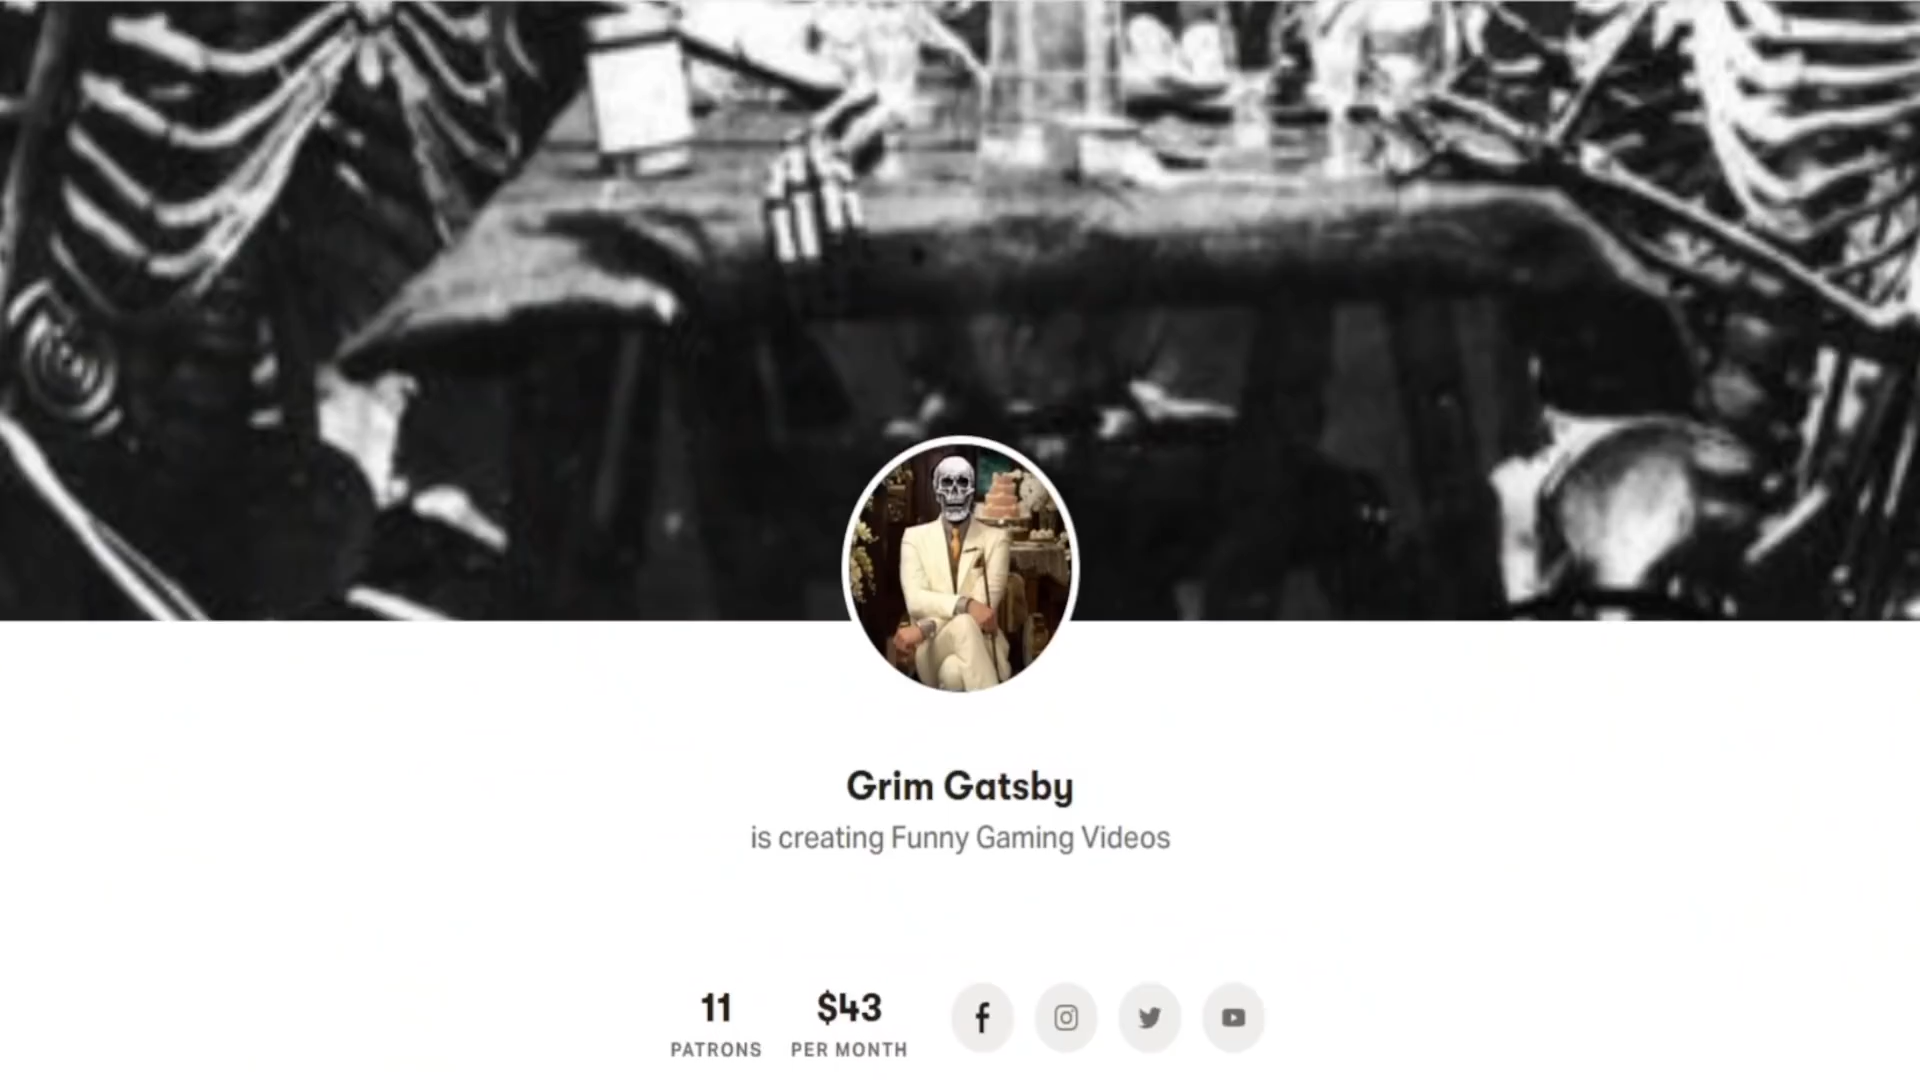 Grim Gatsby
is creating Funny Gaming Videos
11
PATRONS
$43
PER MONTH